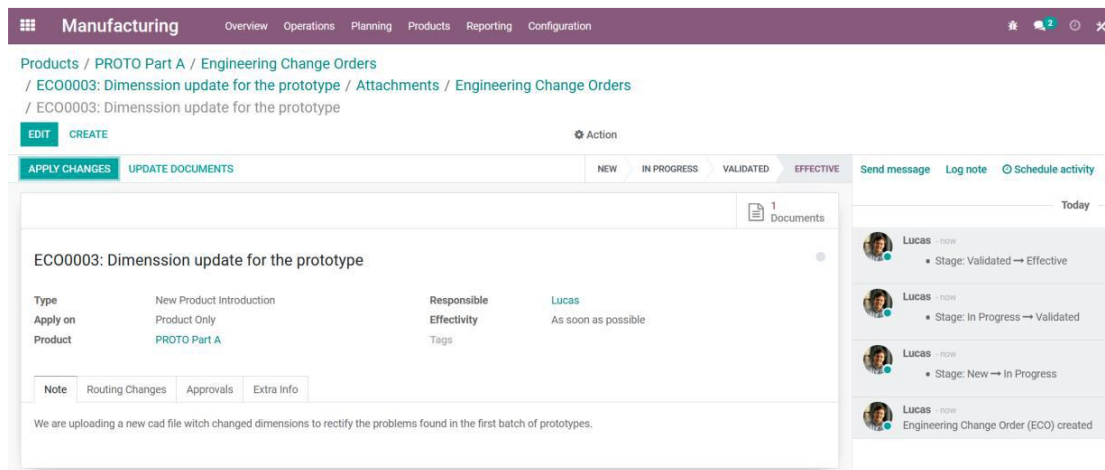 Manufacturing Overview Operations Planning Products Reporting Configuration 2
Products / PROTO Part A / Engineering Change Orders
/ ECO0003: Dimenssion update for the prototype / Attachments / Engineering Change Orders
/ ECO0003: Dimenssion update for the prototype
EDIT CREATE Action
APPLY CHANGES UPDATE DOCUMENTS NEW IN PROGRESS VALIDATED EFFECTIVE Send message Log note Schedule activity
1
Documents
Today
ECO0003: Dimenssion update for the prototype
Type New Product Introduction Responsible Lucas
Apply on Product Only Effectivity As soon as possible
Product PROTO Part A Tags
Note Routing Changes Approvals Extra Info
We are uploading a new cad file witch changed dimensions to rectify the problems found in the first batch of prototypes.
Lucas - now
• Stage: Validated → Effective
Lucas - now
• Stage: In Progress → Validated
Lucas - now
• Stage: New → In Progress
Lucas - now
Engineering Change Order (ECO) created